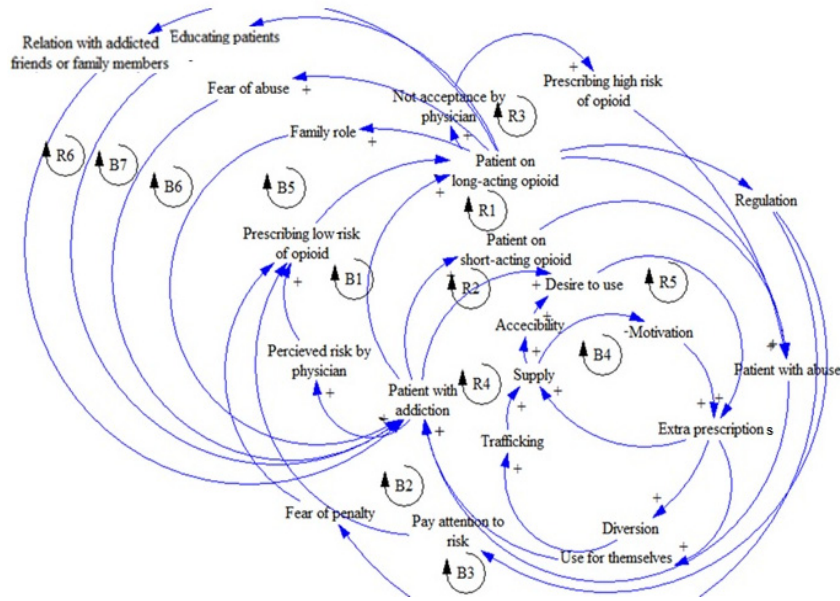 Relation with addicted
friends or family members
Educating patients
Fear of abuse
+
Not acceptance by
physician
+
R3
+
Prescribing high risk
of opioid
Family role
+
R6
B7
B6
B5
Patient on
long-acting opioid
+
R1
Regulation
Prescribing low risk
of opioid
+
B1
Patient on
short-acting opioid
+
R2
+
Desire to use
+
R5
Accecibility
+
-Motivation
Percieved risk by
physician
+
Supply
+
+
B4
+
Patient with abuse
Patient with
addiction
+
R4
+
+
Trafficking
+
Extra prescription s
B2
Fear of penalty
Pay attention to
risk
+
Diversion
Use for themselves
+
B3